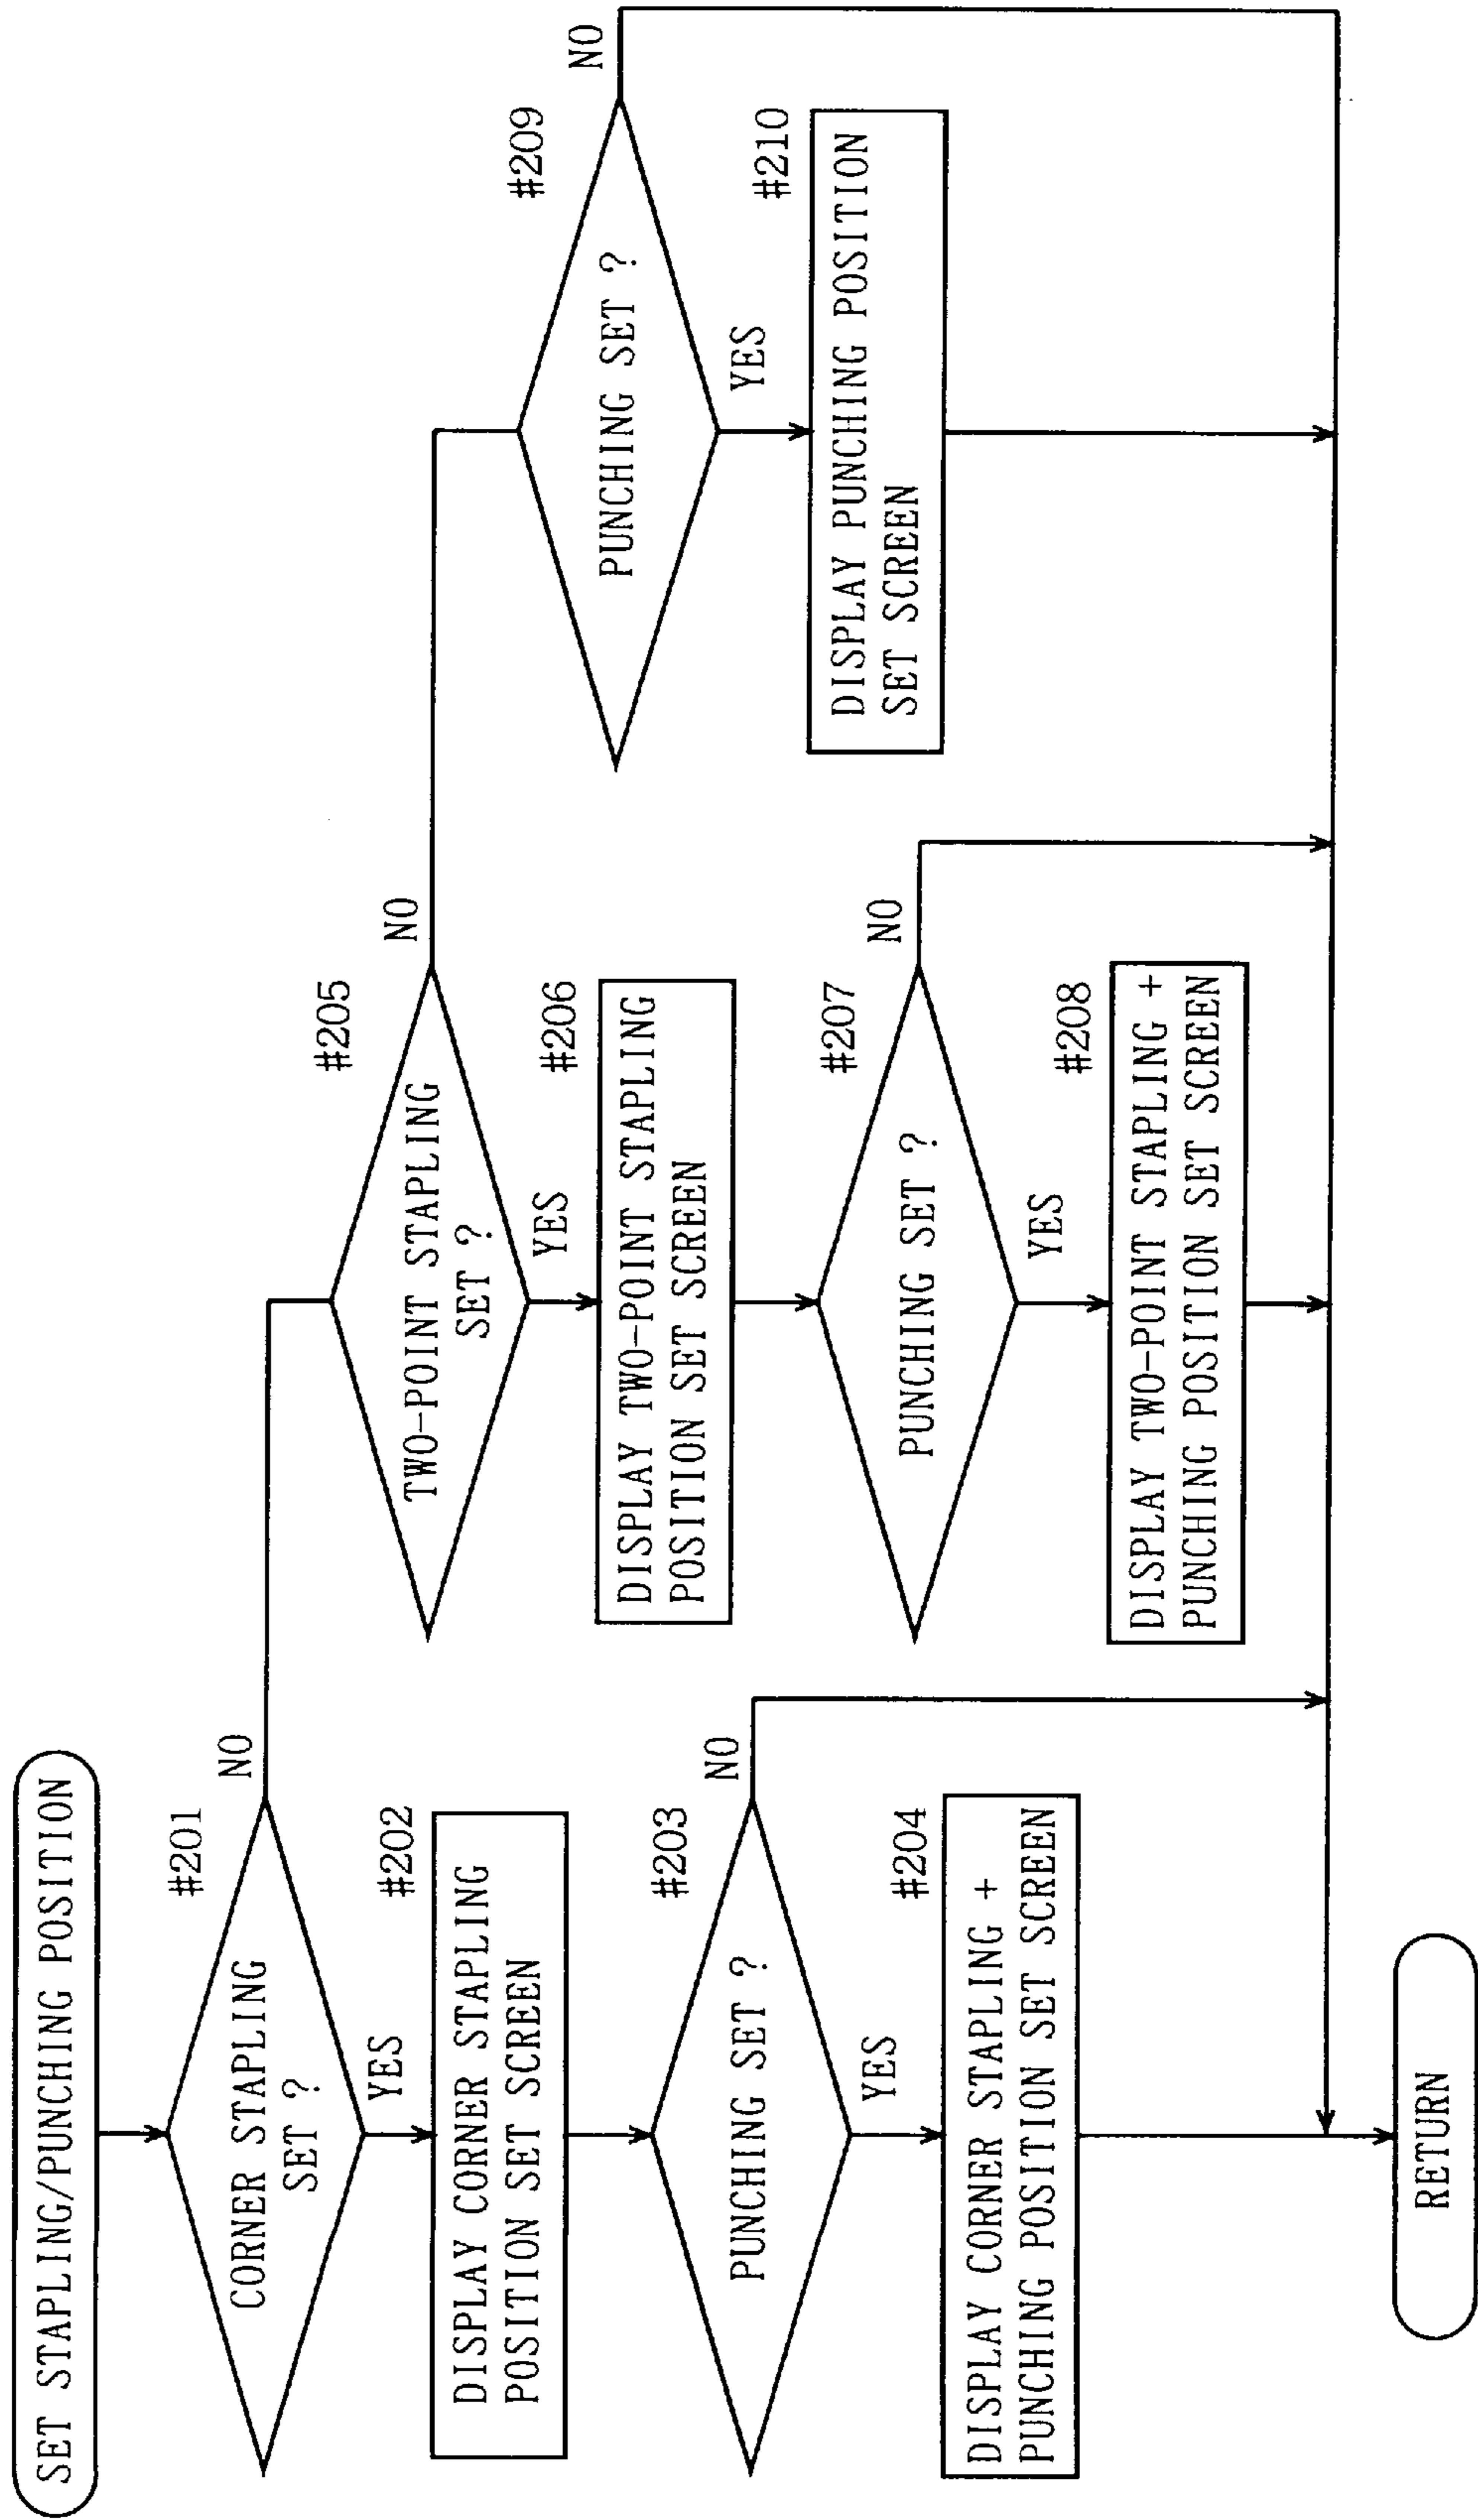 SET STAPLING/PUNCHING POSITION
#201
CORNER STAPLING
SET ?
NO
YES
#202
DISPLAY CORNER STAPLING
POSITION SET SCREEN
#203
PUNCHING SET ?
NO
YES
#204
DISPLAY CORNER STAPLING +
PUNCHING POSITION SET SCREEN
#205
TWO-POINT STAPLING
SET ?
NO
YES
#206
DISPLAY TWO-POINT STAPLING
POSITION SET SCREEN
#207
PUNCHING SET ?
NO
YES
#208
DISPLAY TWO-POINT STAPLING +
PUNCHING POSITION SET SCREEN
#209
PUNCHING SET ?
NO
YES
#210
DISPLAY PUNCHING POSITION
SET SCREEN
RETURN